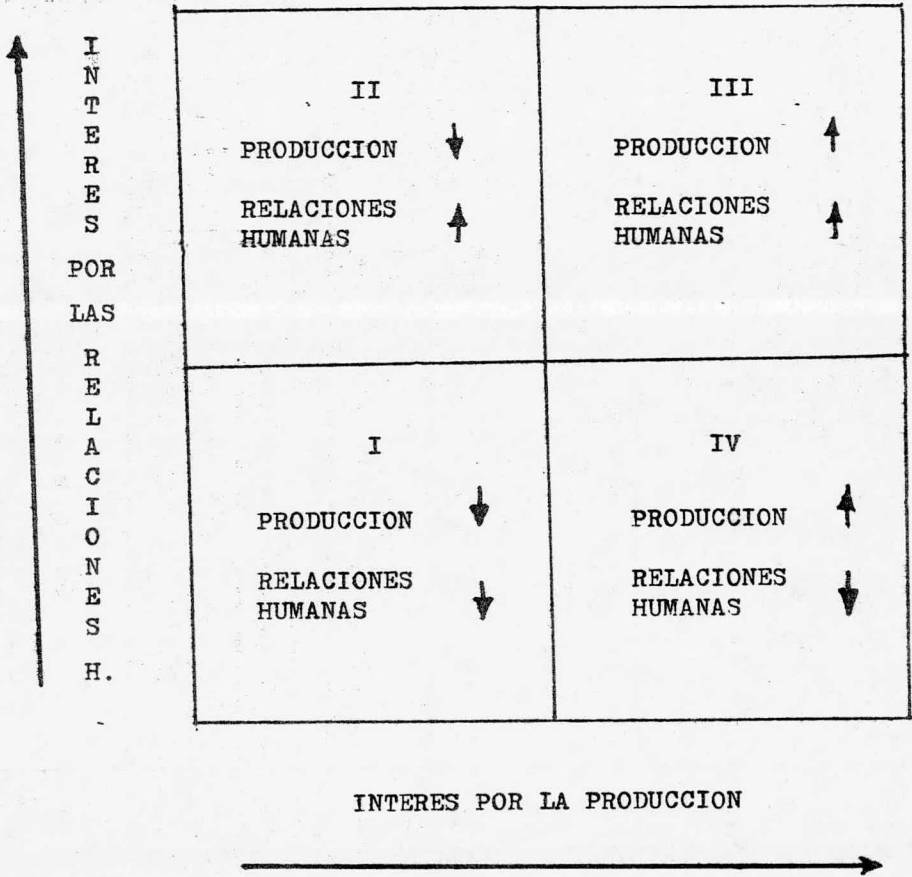 INTERES POR LAS RELACIONES H.
II
PRODUCCION
RELACIONES
HUMANAS
III
PRODUCCION
RELACIONES
HUMANAS
I
PRODUCCION
RELACIONES
HUMANAS
IV
PRODUCCION
RELACIONES
HUMANAS
INTERES POR LA PRODUCCION